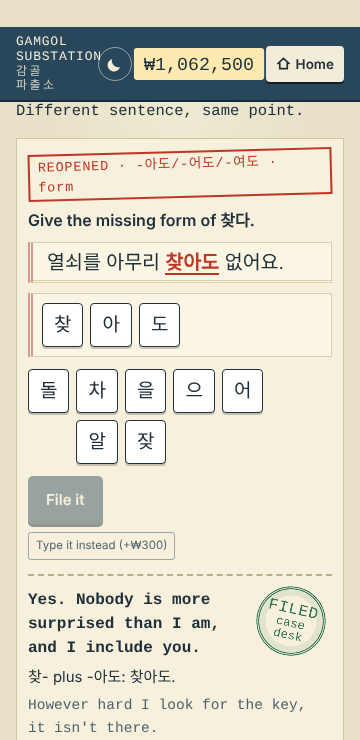 GAMGOL
SUBSTATION
감골
파출소
₩1,062,500
Home
Different sentence, same point.
REOPENED · -아도/-어도/-여도 ·
form
Give the missing form of 찾다.
열쇠를 아무리 찾아도 없어요.
찾 아 도
돌 차 을 으 어
알 잦
File it
Type it instead (+₩300)
Yes. Nobody is more
surprised than I am,
and I include you.
FILED
case
desk
찾- plus -아도: 찾아도.
However hard I look for the key,
it isn't there.